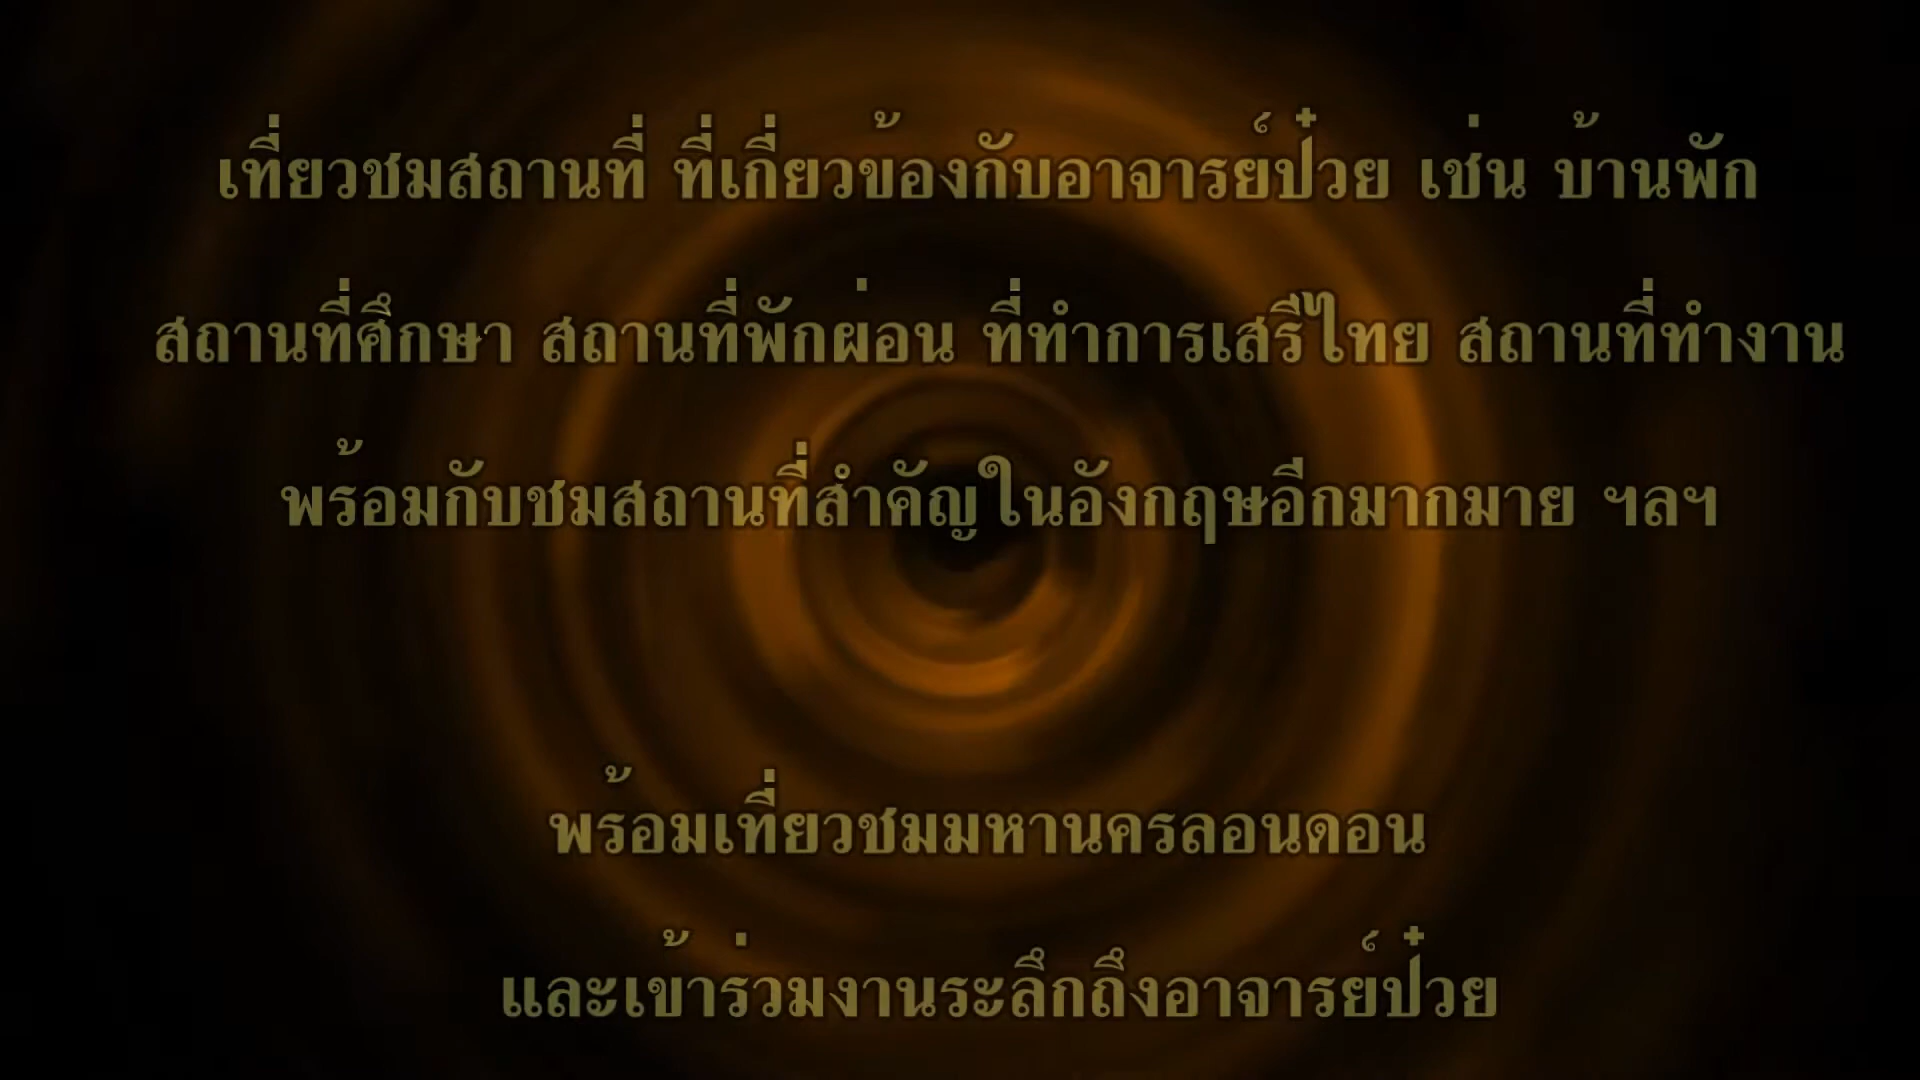 เที่ยวชมสถานที่ ที่เกี่ยวข้องกับอาจารย์ป๋วย เช่น บ้านพัก
สถานที่ศึกษา สถานที่พักผ่อน ที่ทำการเสรีไทย สถานที่ทำงาน
พร้อมกับชมสถานที่สำคัญในอังกฤษอีกมากมาย ฯลฯ
พร้อมเที่ยวชมมหานครลอนดอน
และเข้าร่วมงานระลึกถึงอาจารย์ป๋วย